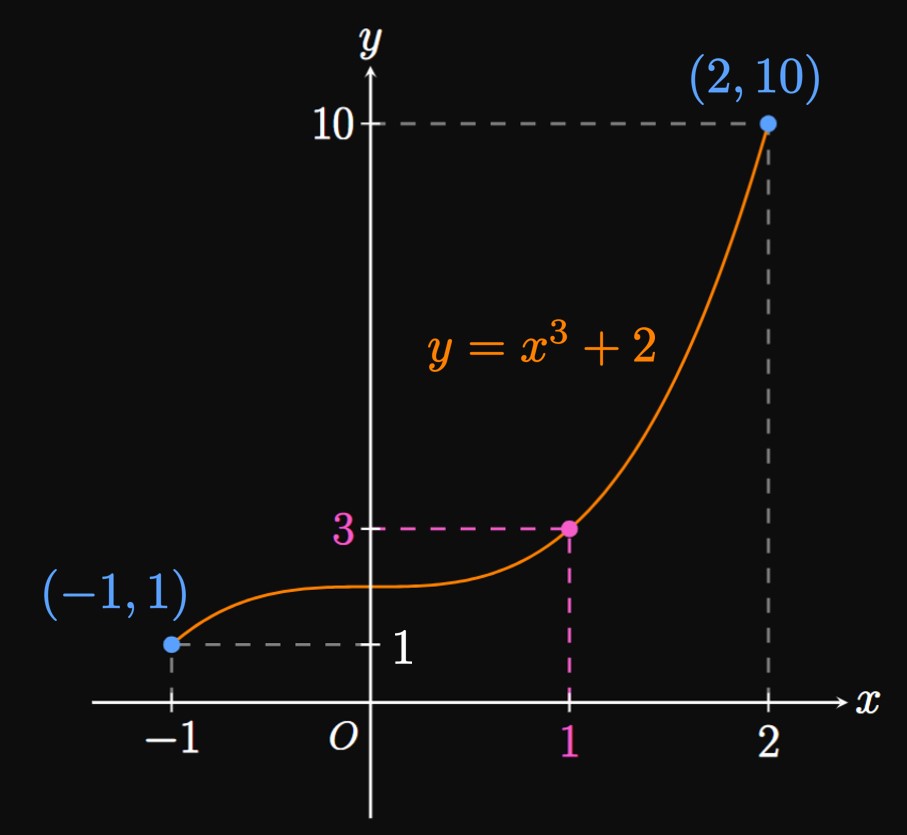 y
(2, 10)
10
y = x³ + 2
3
(−1, 1)
1
x
−1 O 1 2